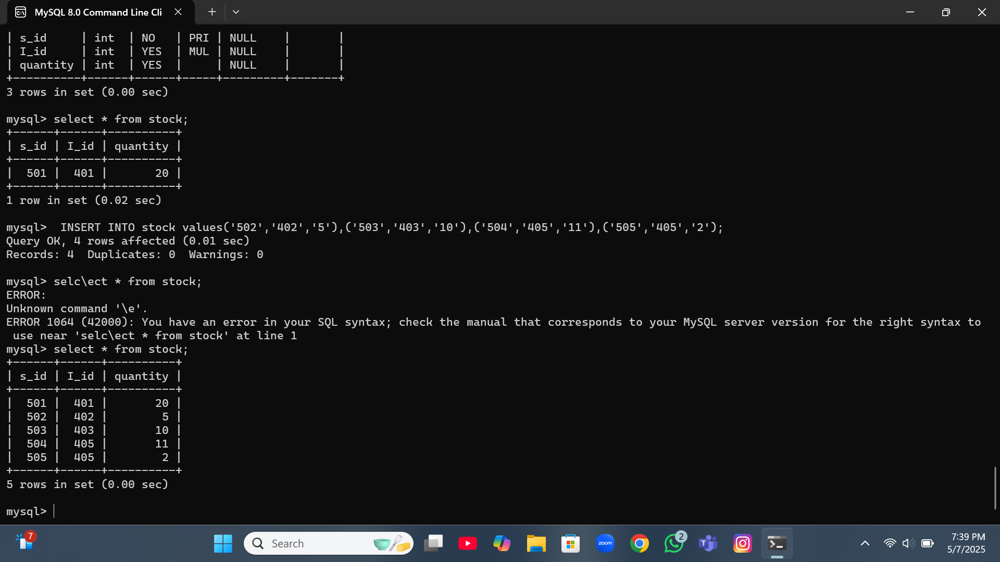 MySQL 8.0 Command Line Cli
| s_id     | int  | NO   | PRI | NULL    |       |
| I_id     | int  | YES  | MUL | NULL    |       |
| quantity | int  | YES  |     | NULL    |       |
+----------+------+------+-----+---------+-------+
3 rows in set (0.00 sec)
mysql> select * from stock;
+------+------+----------+
| s_id | I_id | quantity |
+------+------+----------+
|  501 |  401 |       20 |
+------+------+----------+
1 row in set (0.02 sec)
mysql>  INSERT INTO stock values('502','402','5'),('503','403','10'),('504','405','11'),('505','405','2');
Query OK, 4 rows affected (0.01 sec)
Records: 4  Duplicates: 0  Warnings: 0
mysql> selc\ect * from stock;
ERROR:
Unknown command '\e'.
ERROR 1064 (42000): You have an error in your SQL syntax; check the manual that corresponds to your MySQL server version for the right syntax to
 use near 'selc\ect * from stock' at line 1
mysql> select * from stock;
+------+------+----------+
| s_id | I_id | quantity |
+------+------+----------+
|  501 |  401 |       20 |
|  502 |  402 |        5 |
|  503 |  403 |       10 |
|  504 |  405 |       11 |
|  505 |  405 |        2 |
+------+------+----------+
5 rows in set (0.00 sec)
mysql>
7
Search
zoom
2
T
7:39 PM
5/7/2025